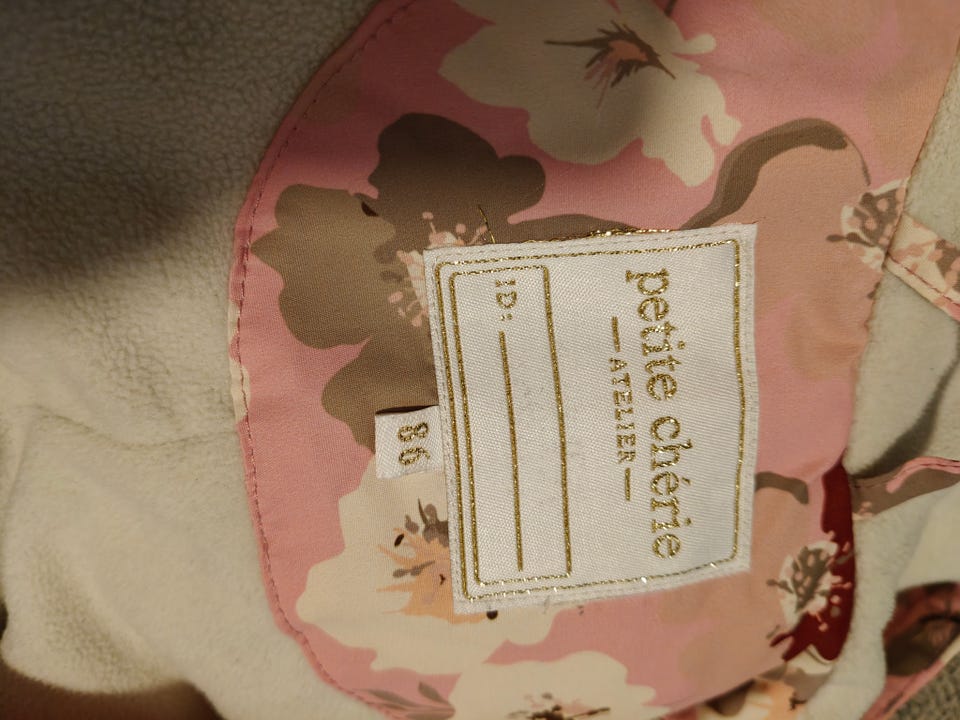 petite chérie
—ATELIER—
ID:
86